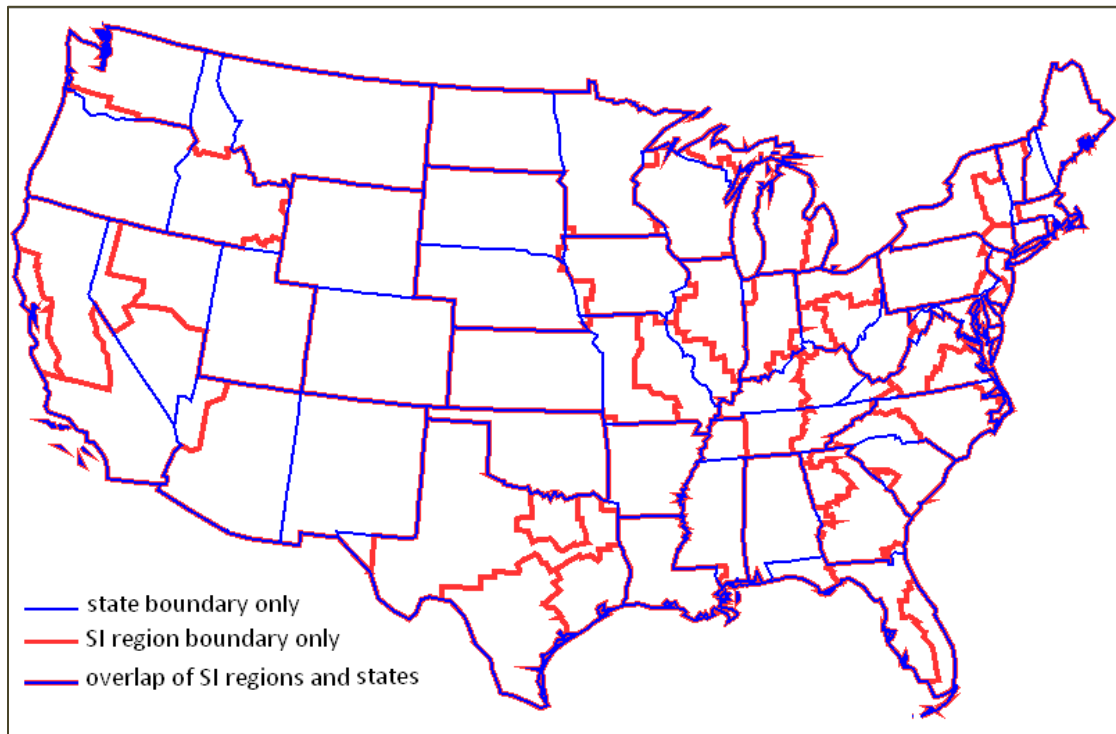 state boundary only
SI region boundary only
overlap of SI regions and states